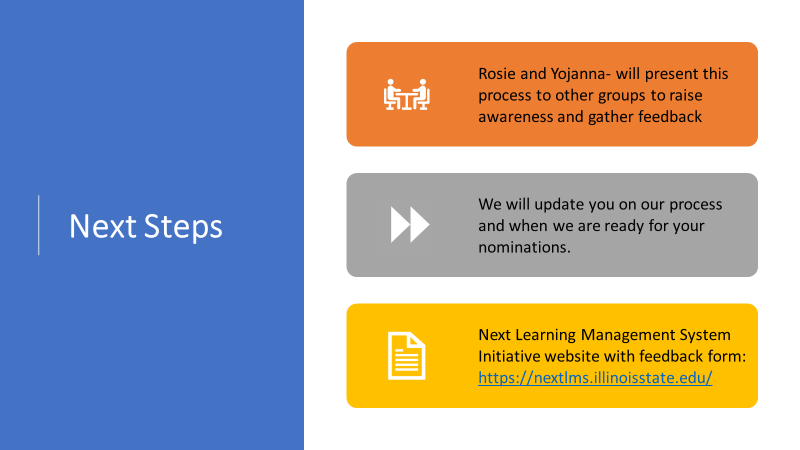 Next Steps
Rosie and Yojanna- will present this
process to other groups to raise
awareness and gather feedback
We will update you on our process
and when we are ready for your
nominations.
Next Learning Management System
Initiative website with feedback form:
https://nextlms.illinoisstate.edu/